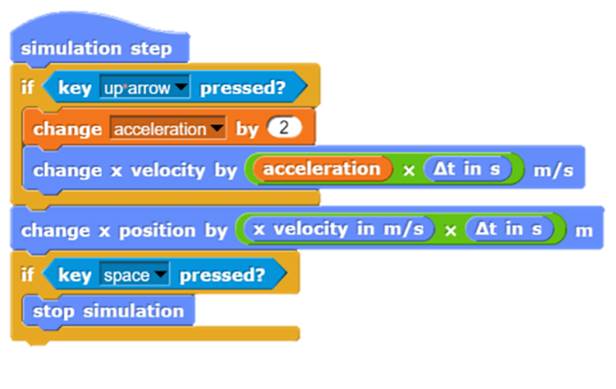 simulation step
if key up arrow pressed?
change acceleration by 2
change x velocity by acceleration × Δt in s m/s
change x position by x velocity in m/s × Δt in s m
if key space pressed?
stop simulation